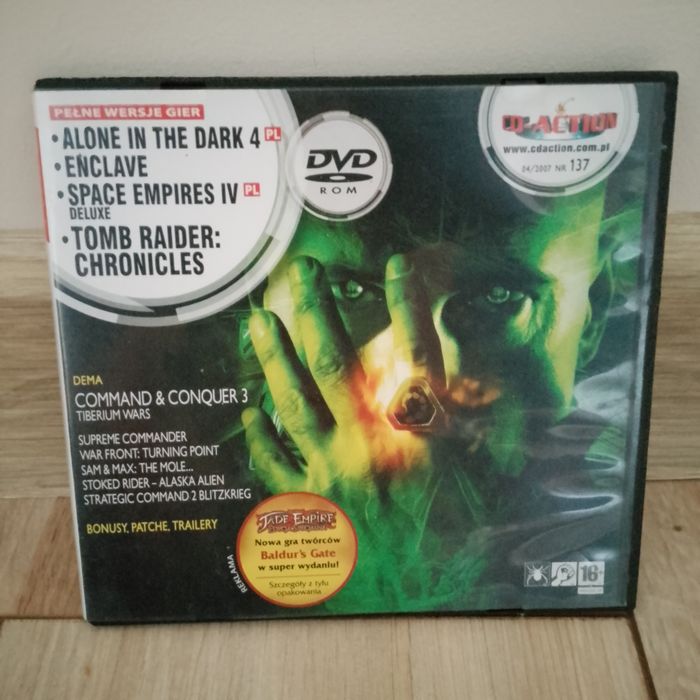 PEŁNE WERSJE GIER
• ALONE IN THE DARK 4 PL
• ENCLAVE
• SPACE EMPIRES IV PL
DELUXE
• TOMB RAIDER:
CHRONICLES
DVD
ROM
CD-ACTION
www.cdaction.com.pl
04/2007 NR 137
DEMA
COMMAND & CONQUER 3
TIBERIUM WARS
SUPREME COMMANDER
WAR FRONT: TURNING POINT
SAM & MAX: THE MOLE...
STOKED RIDER – ALASKA ALIEN
STRATEGIC COMMAND 2 BLITZKRIEG
BONUSY, PATCHE, TRAILERY
REKLAMA
JADE EMPIRE
Nowa gra twórców
Baldur's Gate
w super wydaniu!
Szczegóły z tyłu
opakowania
16+